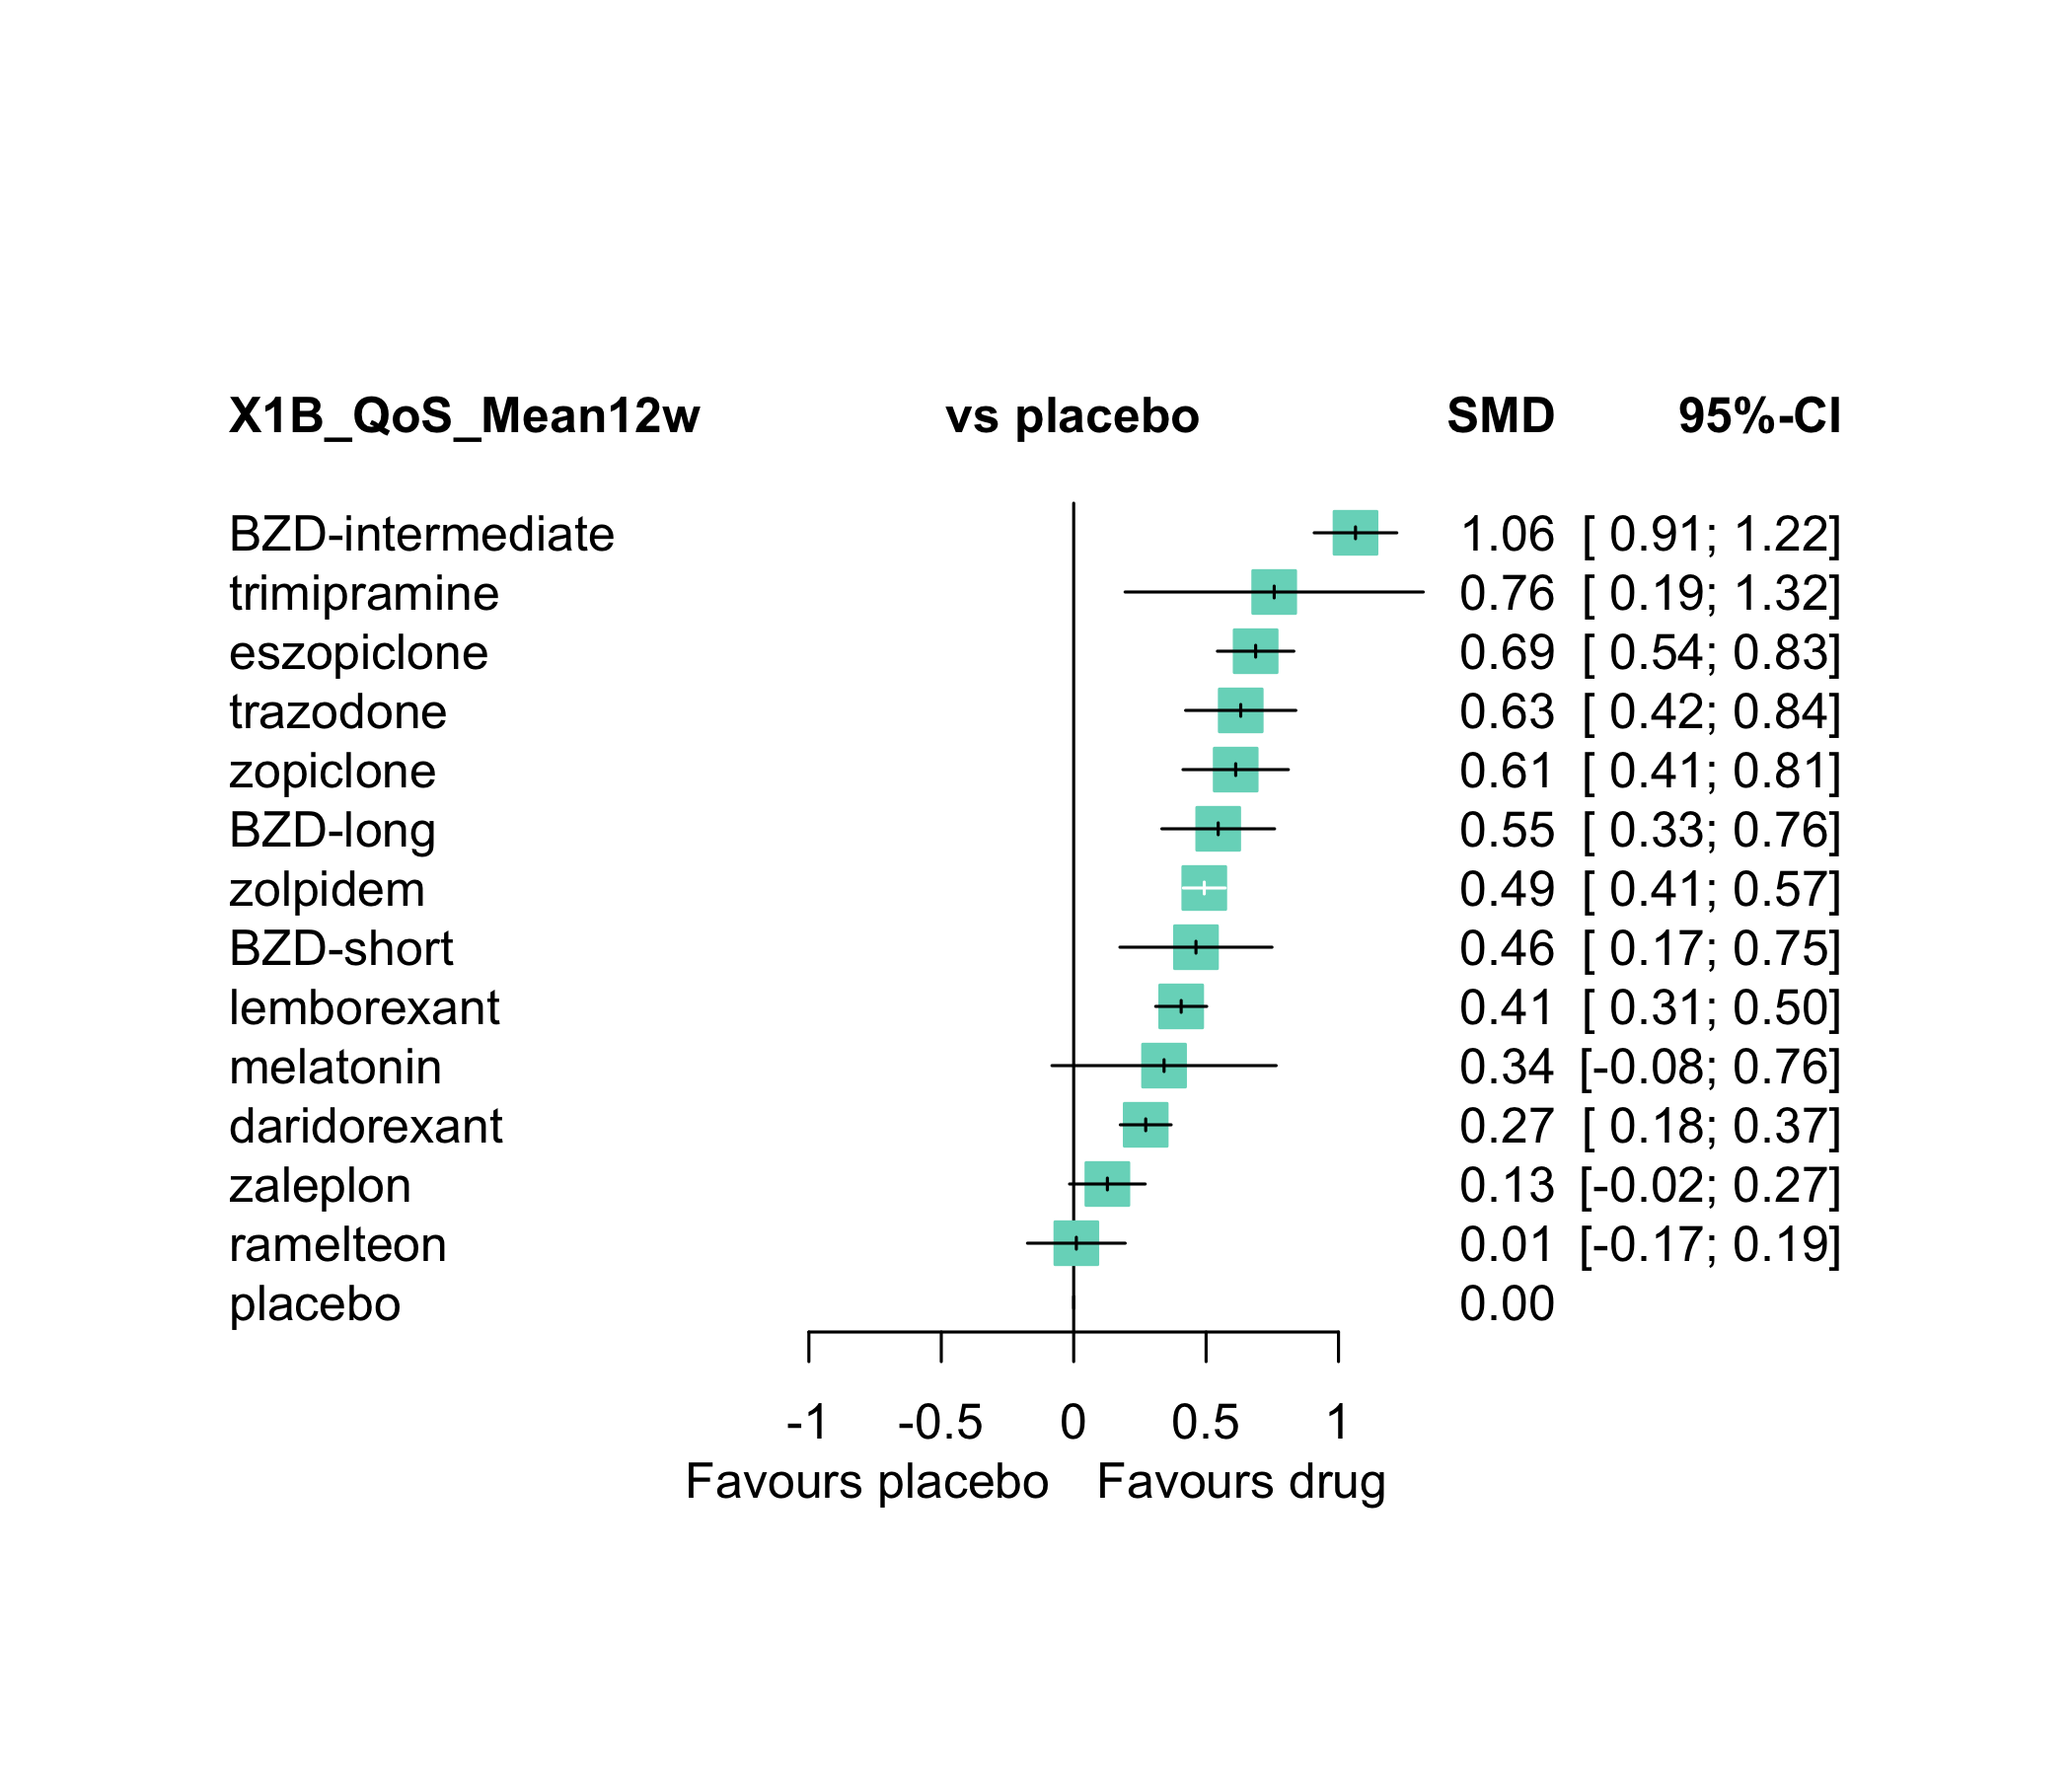 X1B_QoS_Mean12w vs placebo SMD 95%-CI
BZD-intermediate 1.06 [ 0.91; 1.22]
trimipramine 0.76 [ 0.19; 1.32]
eszopiclone 0.69 [ 0.54; 0.83]
trazodone 0.63 [ 0.42; 0.84]
zopiclone 0.61 [ 0.41; 0.81]
BZD-long 0.55 [ 0.33; 0.76]
zolpidem 0.49 [ 0.41; 0.57]
BZD-short 0.46 [ 0.17; 0.75]
lemborexant 0.41 [ 0.31; 0.50]
melatonin 0.34 [-0.08; 0.76]
daridorexant 0.27 [ 0.18; 0.37]
zaleplon 0.13 [-0.02; 0.27]
ramelteon 0.01 [-0.17; 0.19]
placebo 0.00
-1 -0.5 0 0.5 1
Favours placebo Favours drug